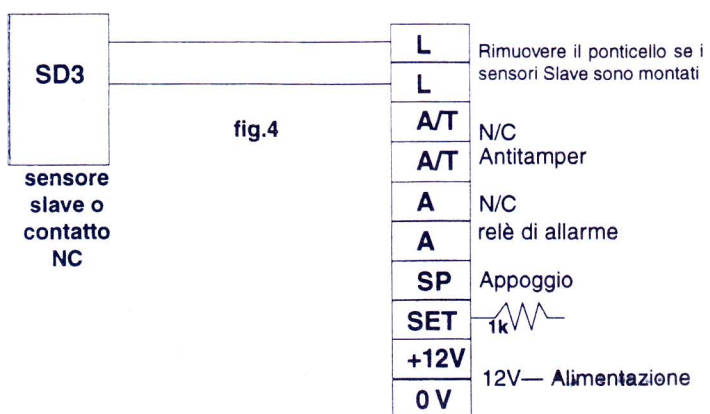 SD3
sensore
slave o
contatto
NC
fig.4
L
L
Rimuovere il ponticello se i
sensori Slave sono montati
A/T
A/T
N/C
Antitamper
A
A
N/C
relè di allarme
SP
Appoggio
SET
1k
+12V
0 V
12V— Alimentazione